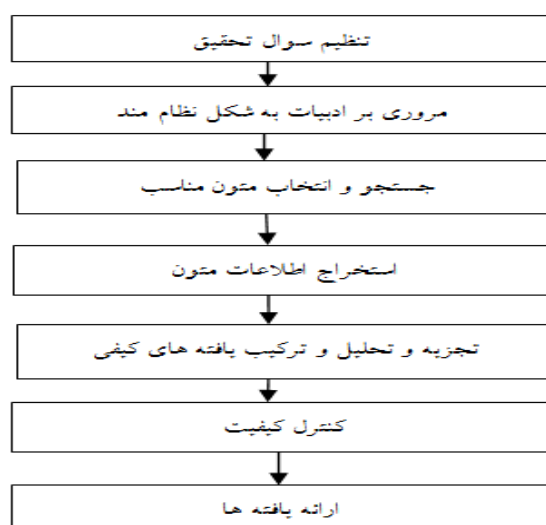 تنظیم سوال تحقیق
مروری بر ادبیات به شکل نظام مند
جستجو و انتخاب متون مناسب
استخراج اطلاعات متون
تجزیه و تحلیل و ترکیب یافته های کیفی
کنترل کیفیت
ارائه یافته ها